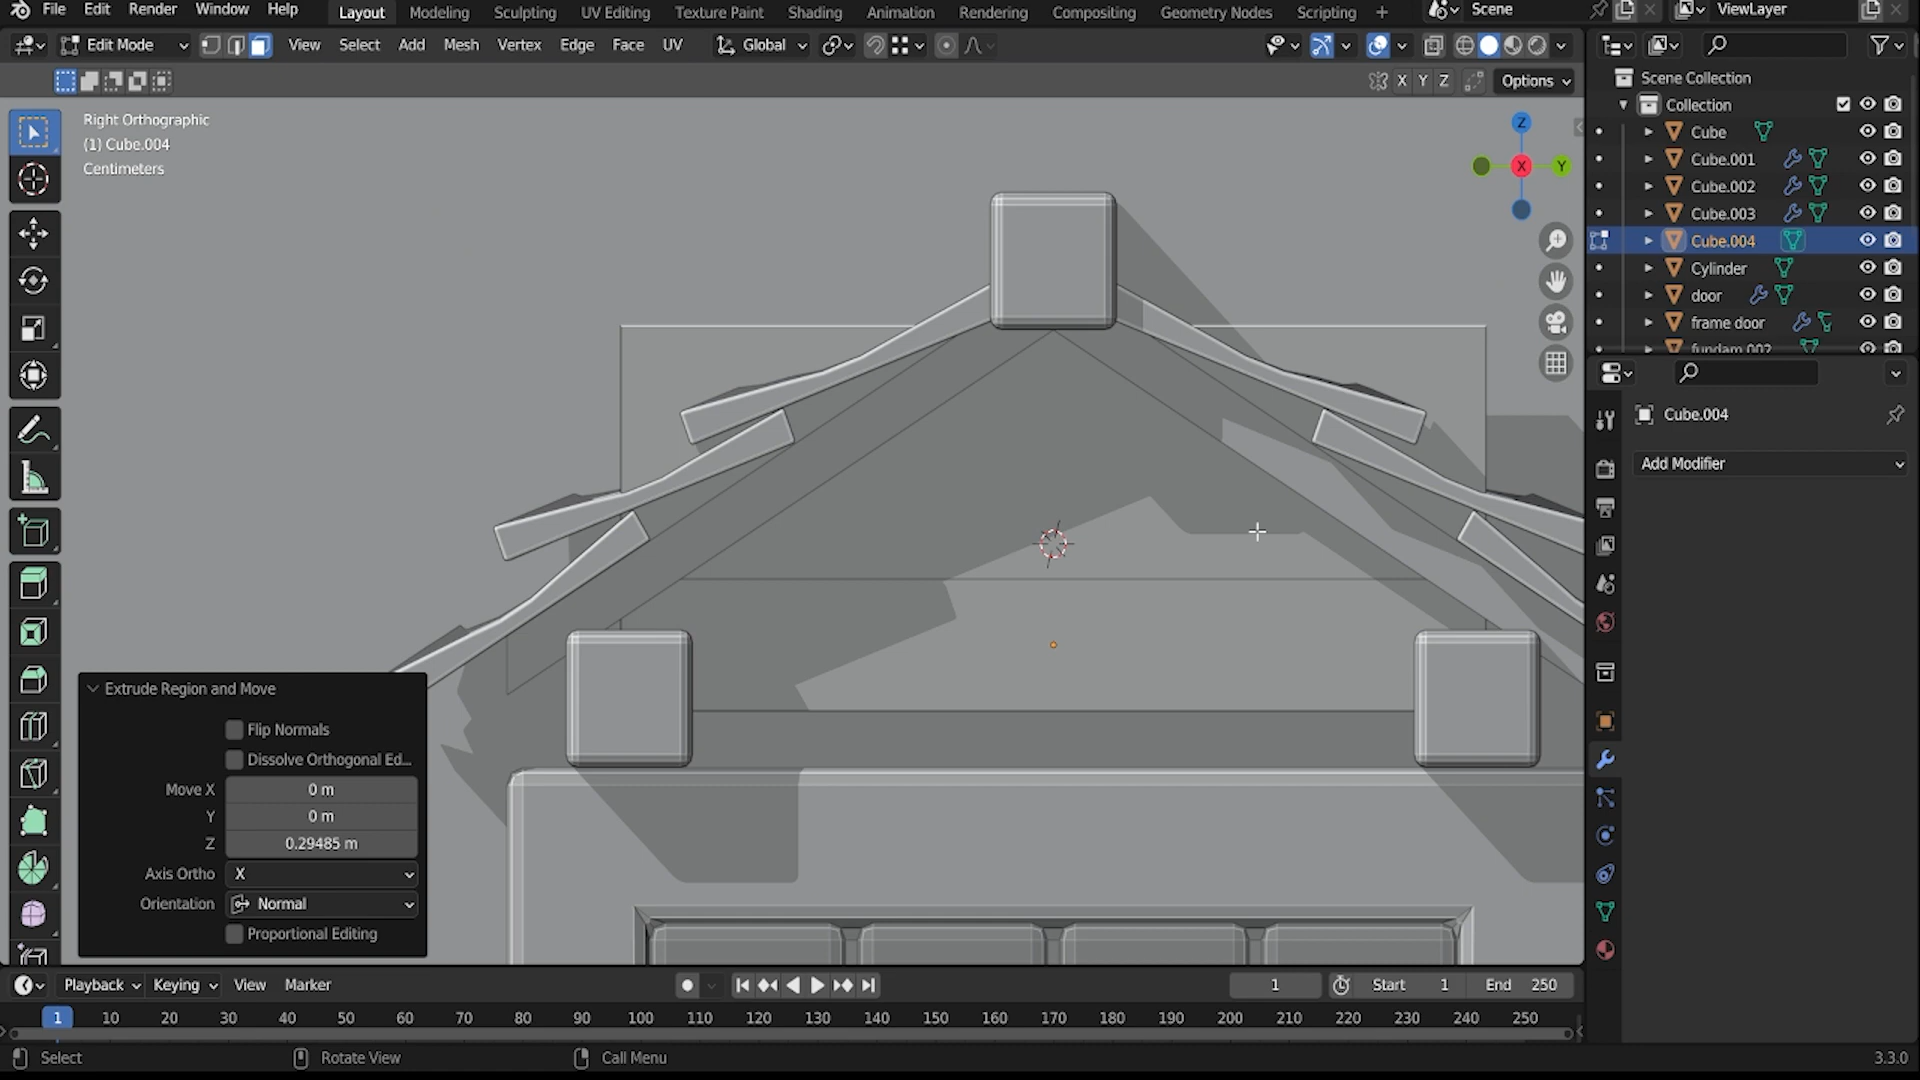 File Edit Render Window Help Layout Modeling Sculpting UV Editing Texture Paint Shading Animation Rendering Compositing Geometry Nodes Scripting + Scene ViewLayer
Edit Mode View Select Add Mesh Vertex Edge Face UV Global
X Y Z Options
Right Orthographic
(1) Cube.004
Centimeters
Z
X
Y
Scene Collection
Collection
Cube
Cube.001
Cube.002
Cube.003
Cube.004
Cylinder
door
frame door
fundam.002
Cube.004
Add Modifier
Extrude Region and Move
Flip Normals
Dissolve Orthogonal Ed...
Move X 0 m
Y 0 m
Z 0.29485 m
Axis Ortho X
Orientation Normal
Proportional Editing
Playback Keying View Marker 1 Start 1 End 250
1 10 20 30 40 50 60 70 80 90 100 110 120 130 140 150 160 170 180 190 200 210 220 230 240 250
Select Rotate View Call Menu 3.3.0